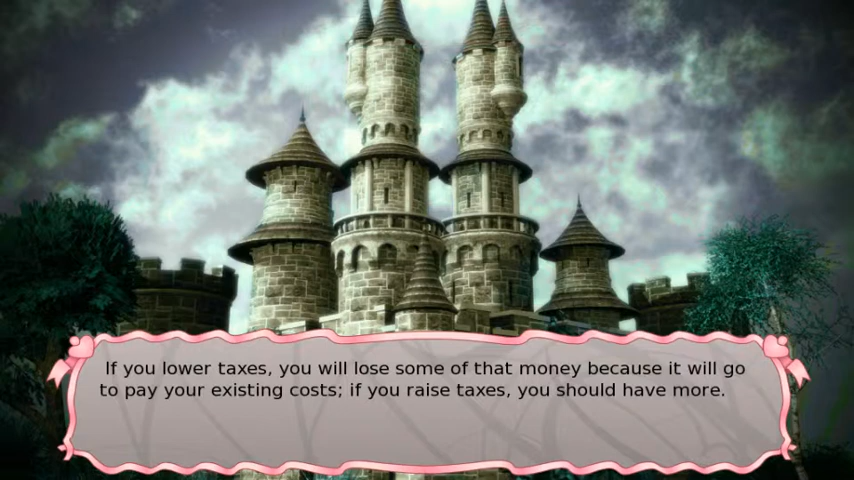 If you lower taxes, you will lose some of that money because it will go
to pay your existing costs; if you raise taxes, you should have more.